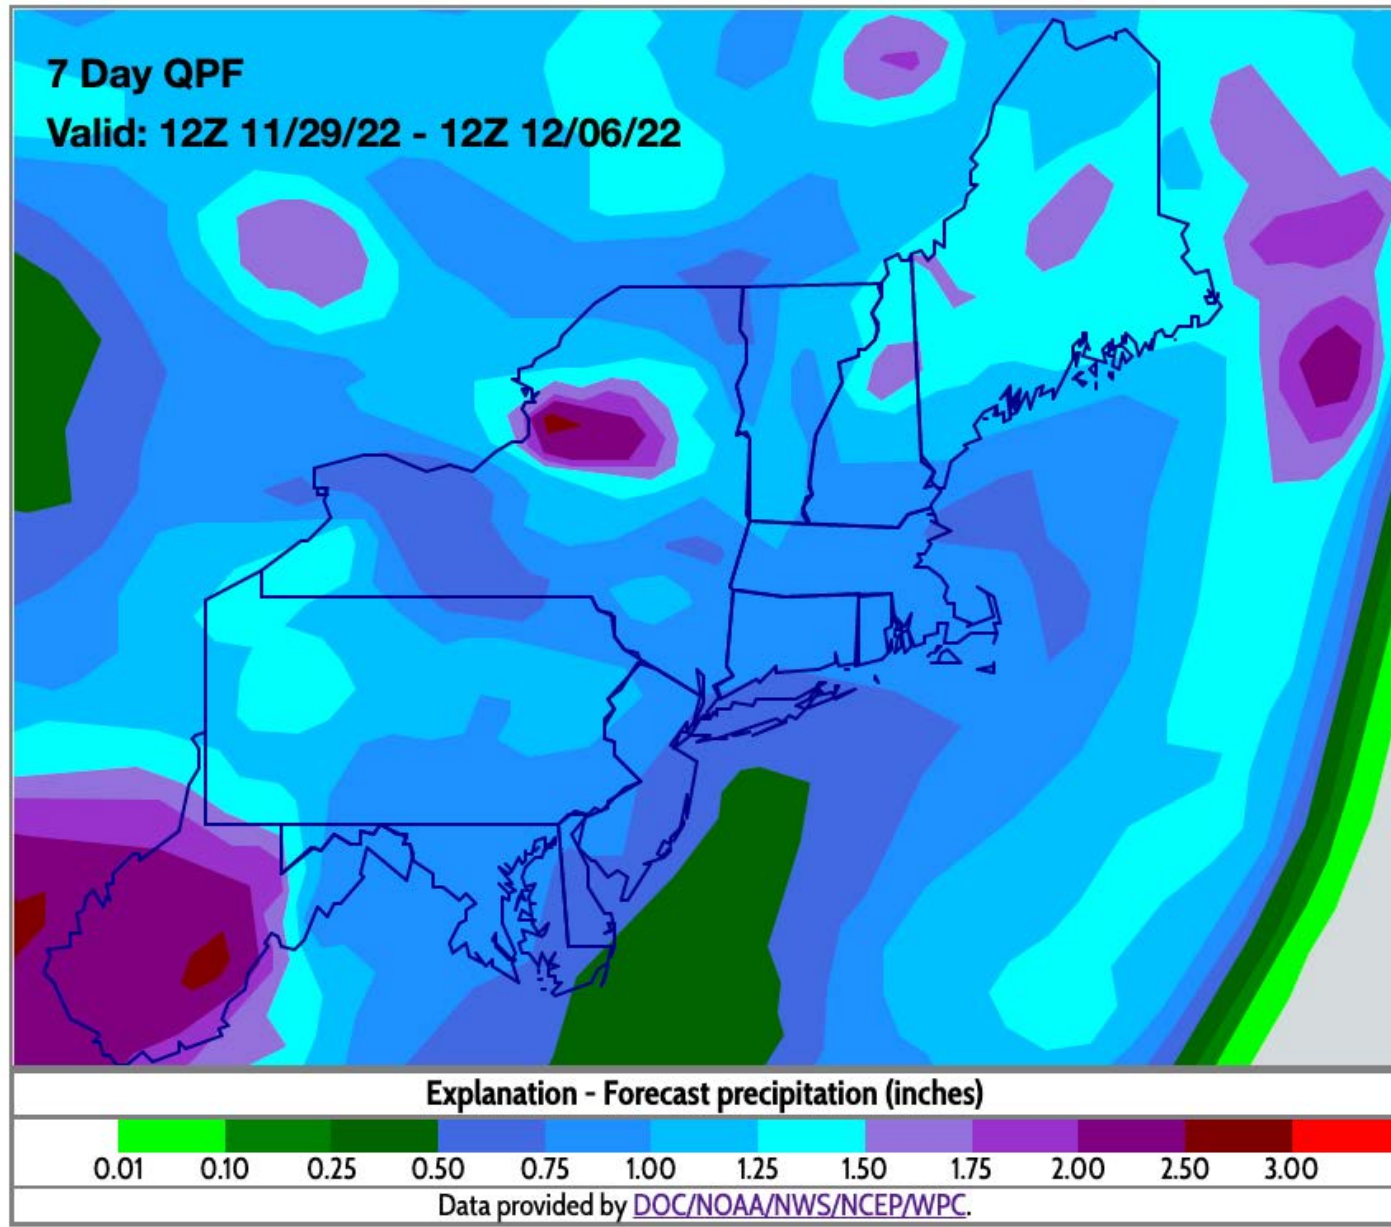 7 Day QPF
Valid: 12Z 11/29/22 - 12Z 12/06/22
Explanation - Forecast precipitation (inches)
0.01 0.10 0.25 0.50 0.75 1.00 1.25 1.50 1.75 2.00 2.50 3.00
Data provided by DOC/NOAA/NWS/NCEP/WPC.